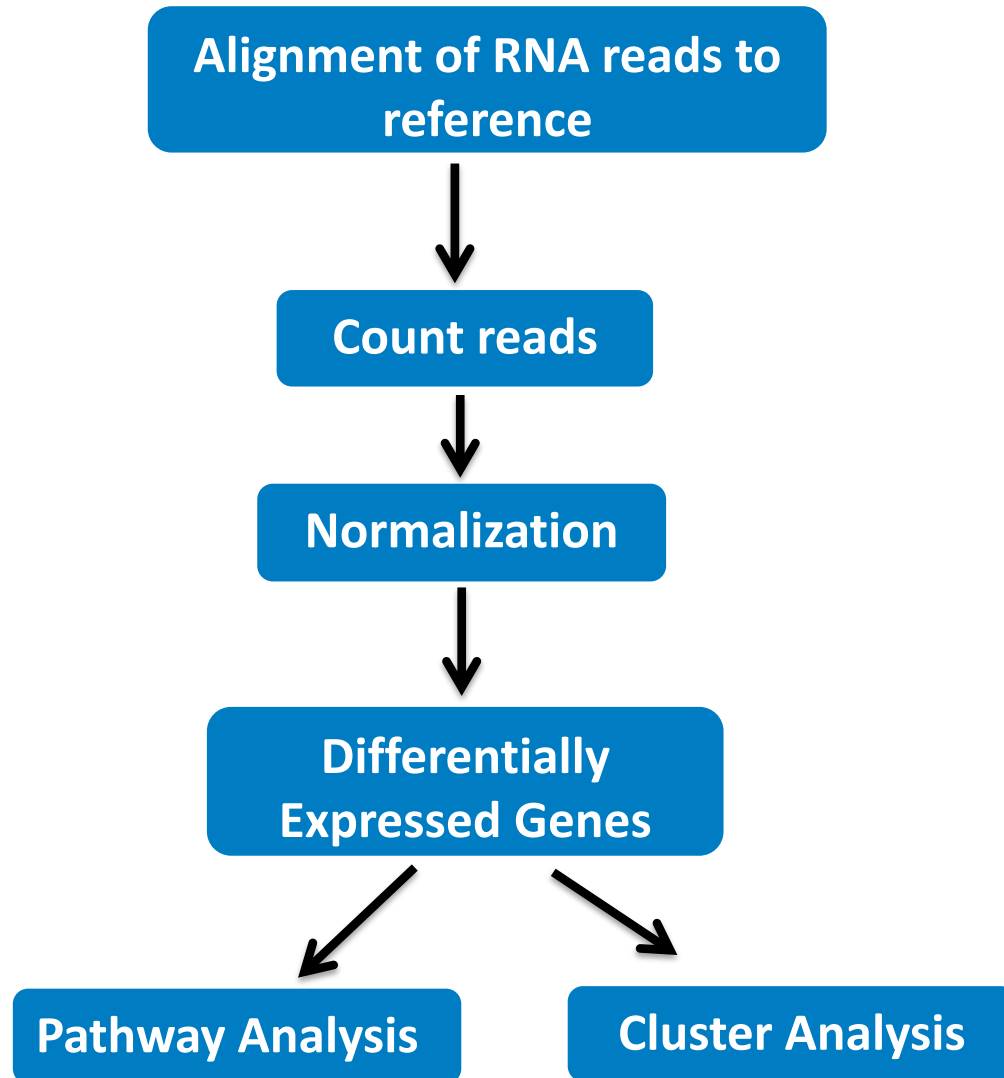 Alignment of RNA reads to
reference
Count reads
Normalization
Differentially
Expressed Genes
Pathway Analysis
Cluster Analysis